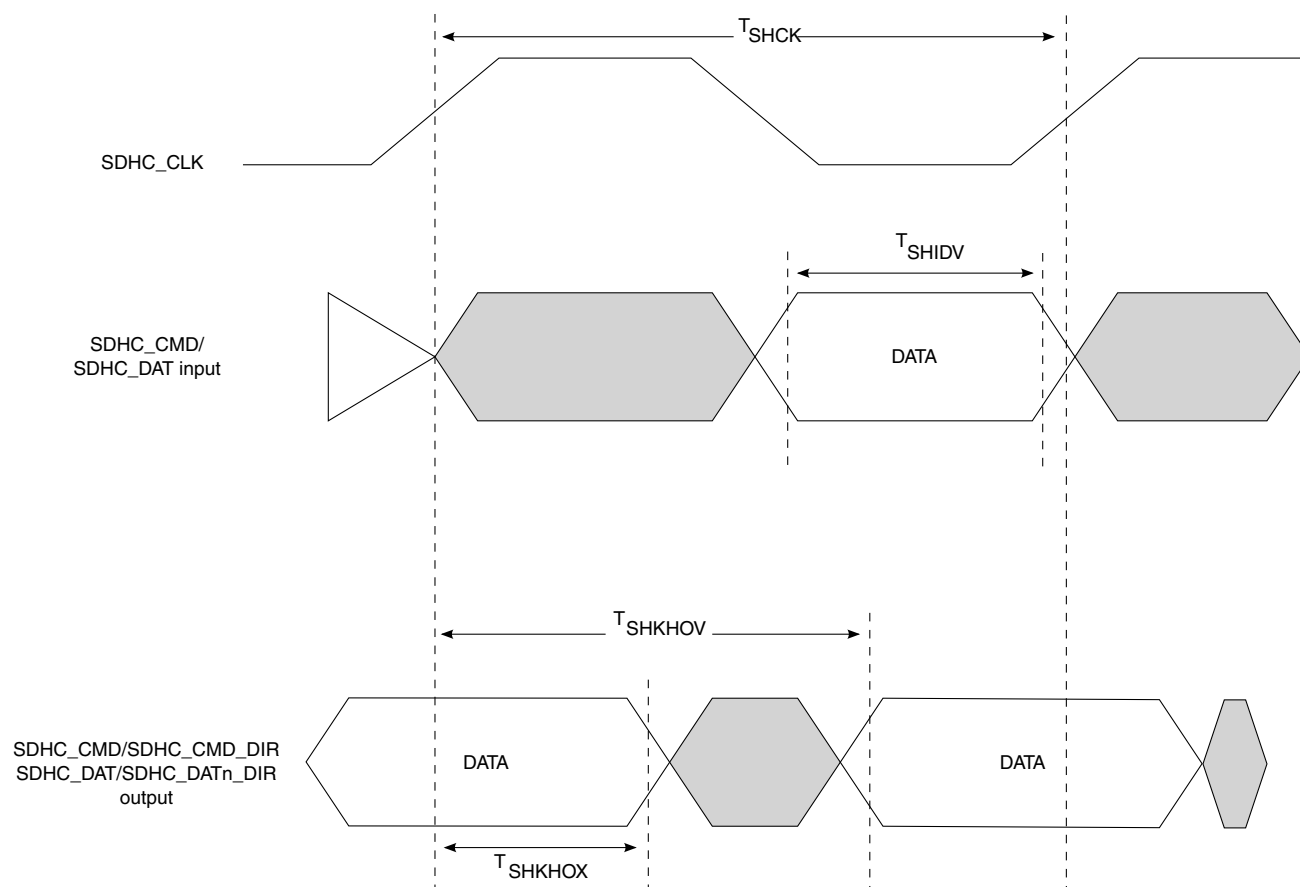 TSHCK
SDHC_CLK
TSHIDV
SDHC_CMD/
SDHC_DAT input
DATA
TSHKHOV
SDHC_CMD/SDHC_CMD_DIR
SDHC_DAT/SDHC_DATn_DIR
output
DATA
DATA
TSHKHOX